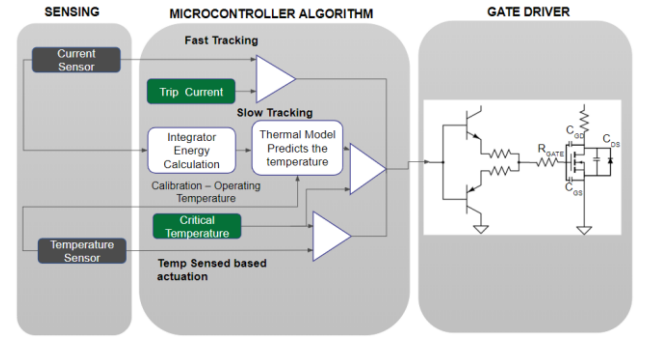 SENSING
MICROCONTROLLER ALGORITHM
GATE DRIVER
Fast Tracking
Current
Sensor
Trip Current
Slow Tracking
Integrator
Energy
Calculation
Thermal Model
Predicts the
temperature
Calibration – Operating
Temperature
Critical
Temperature
Temperature
Sensor
Temp Sensed based
actuation
RGATE
CGD
CDS
CGS